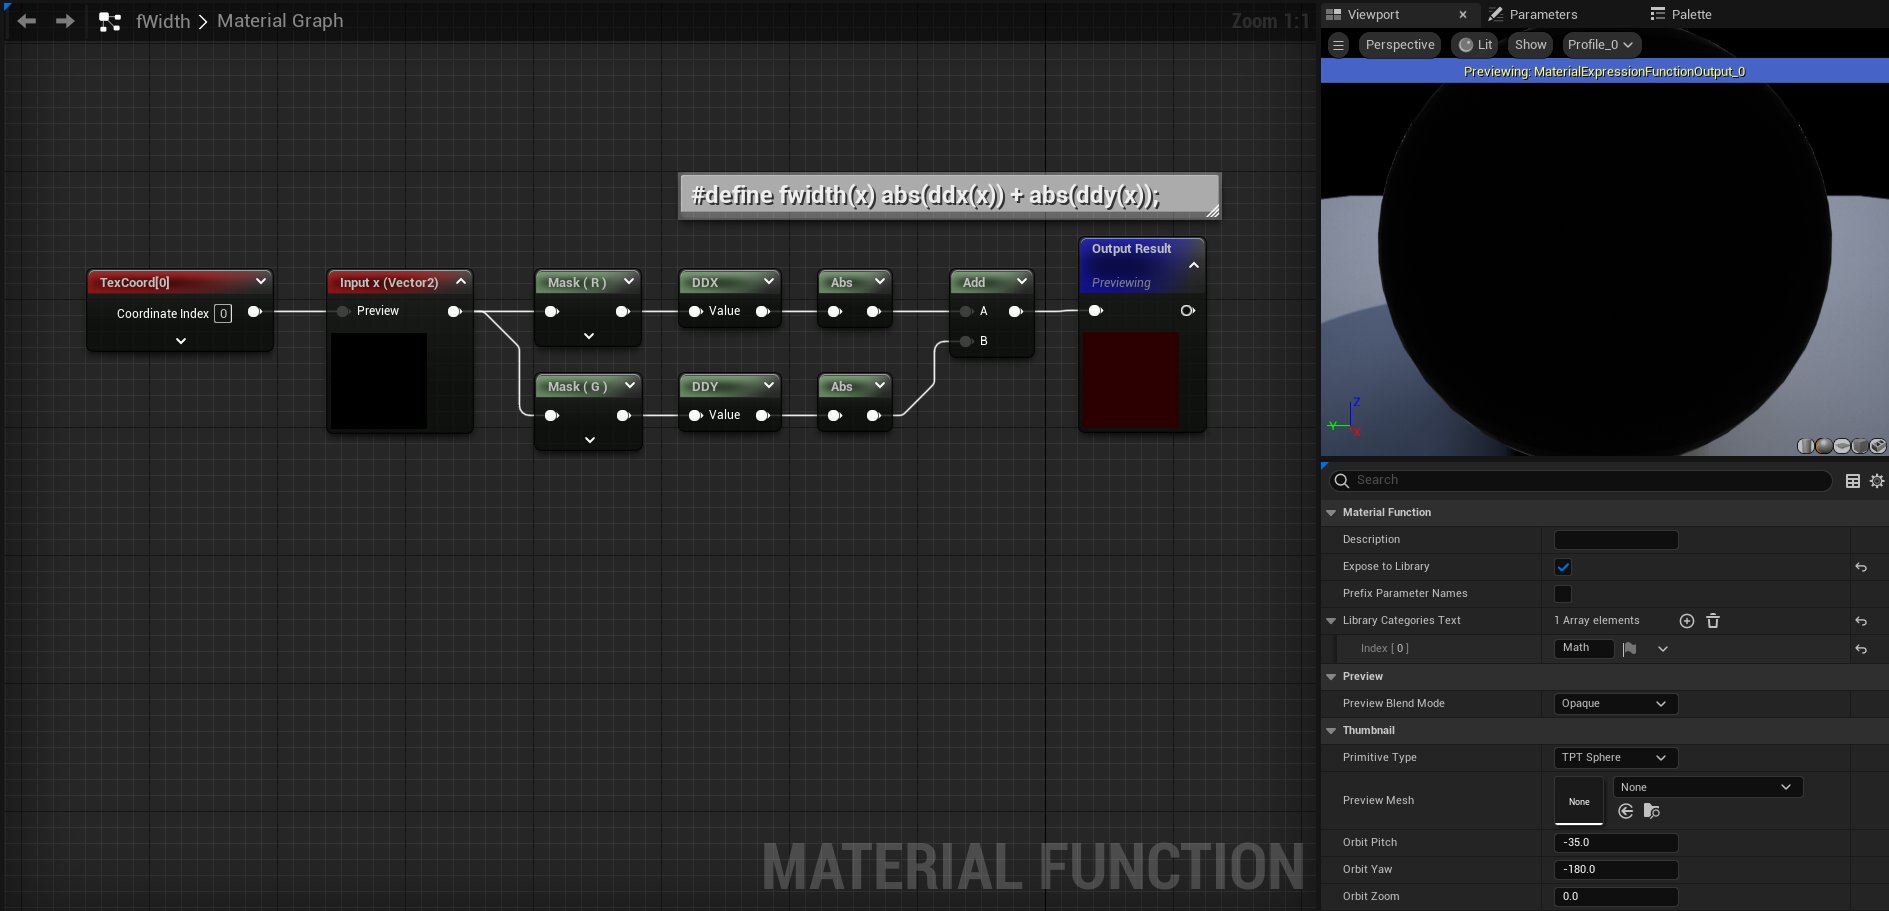 fWidth > Material Graph
Zoom 1:1
#define fwidth(x) abs(ddx(x)) + abs(ddy(x));
TexCoord[0]
Coordinate Index 0
Input x (Vector2)
Preview
Mask ( R )
DDX
Value
Abs
Add
A
B
Output Result
Previewing
Mask ( G )
DDY
Value
Abs
MATERIAL FUNCTION
Viewport
Parameters
Palette
Perspective
Lit
Show
Profile_0
Previewing: MaterialExpressionFunctionOutput_0
Z
Y
X
Search
Material Function
Description
Expose to Library
Prefix Parameter Names
Library Categories Text 1 Array elements
Index [ 0 ] Math
Preview
Preview Blend Mode Opaque
Thumbnail
Primitive Type TPT Sphere
Preview Mesh None None
Orbit Pitch -35.0
Orbit Yaw -180.0
Orbit Zoom 0.0